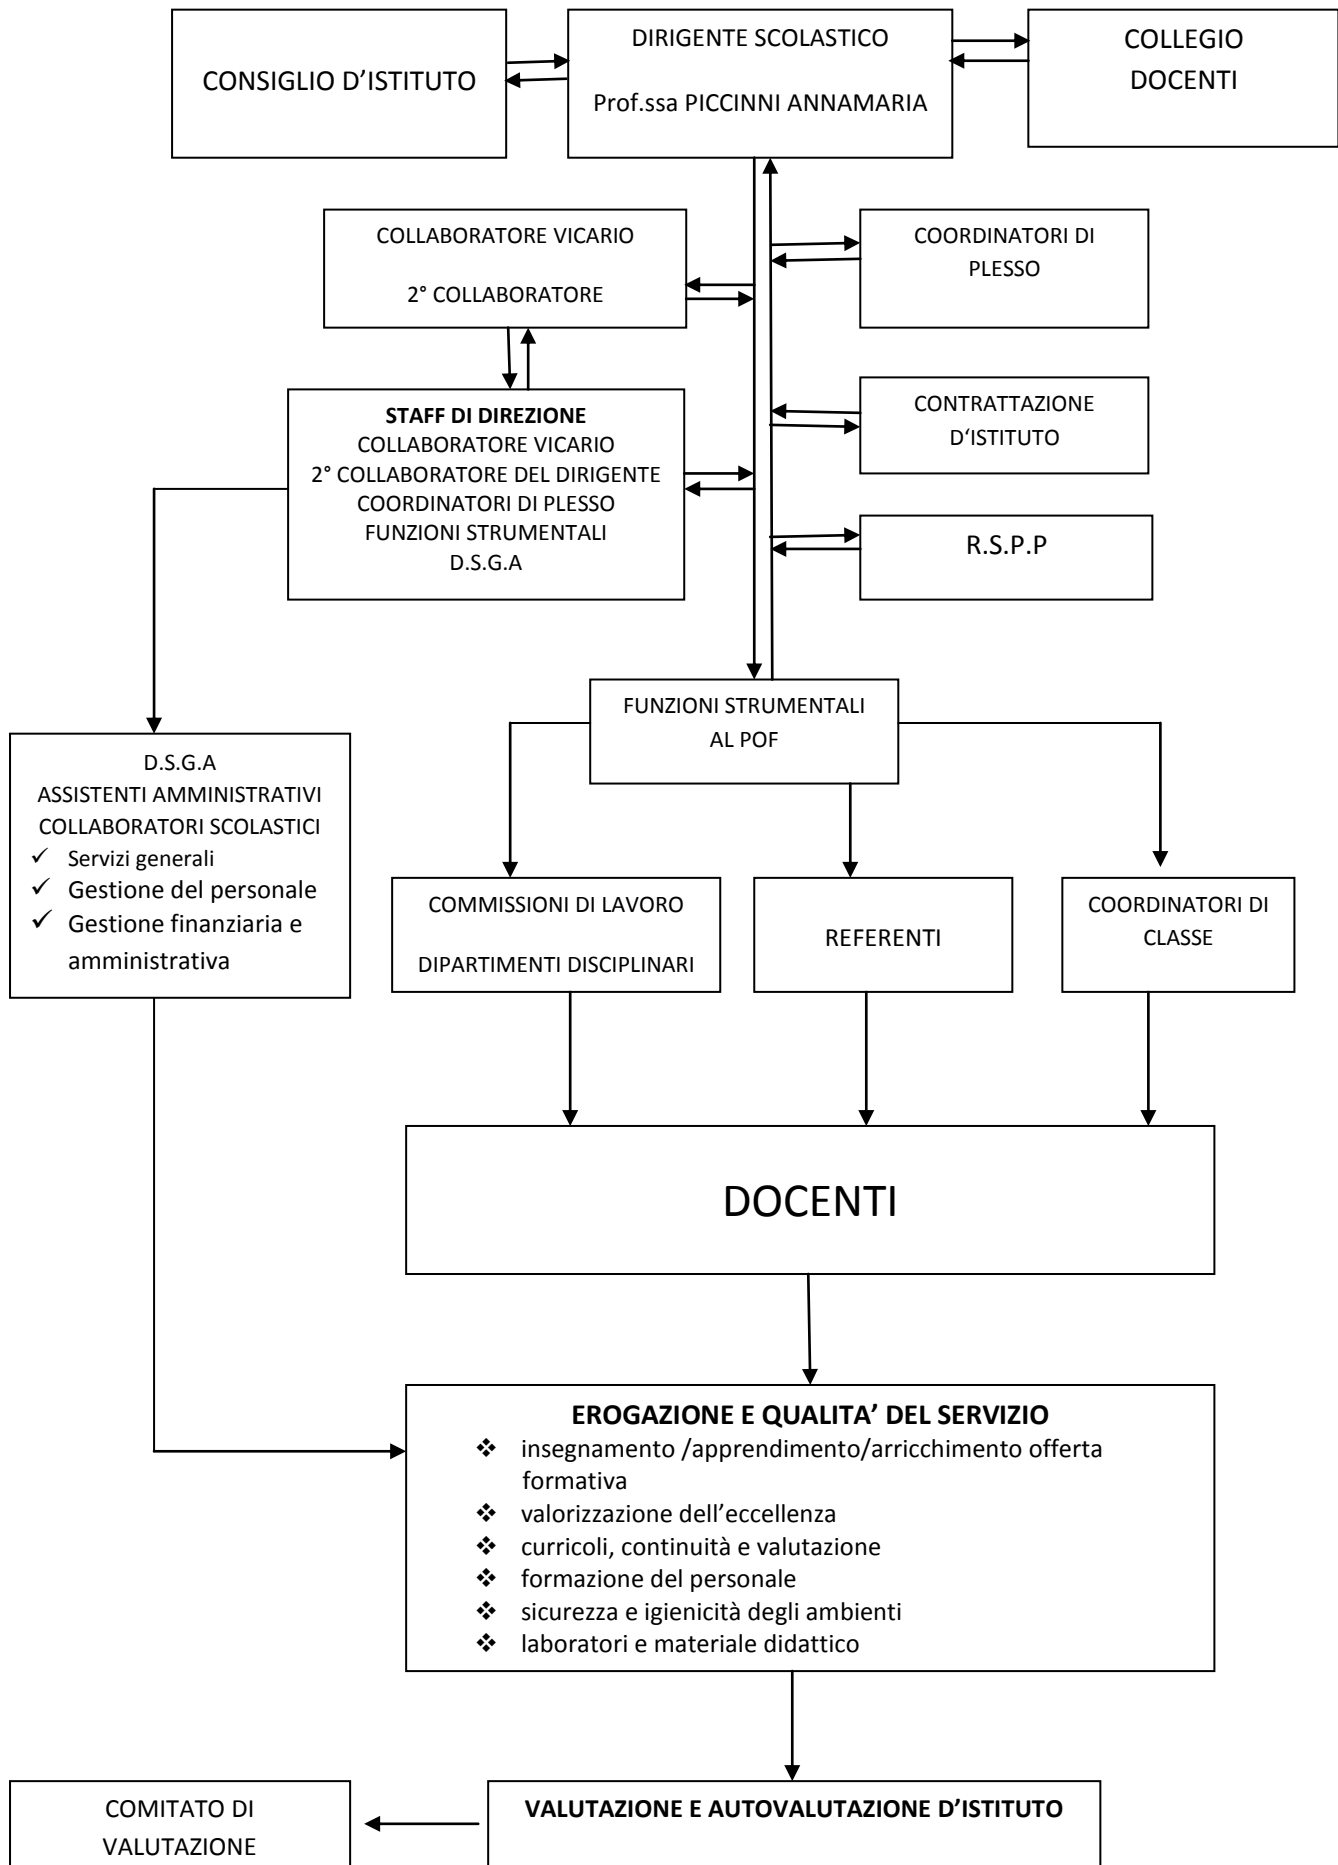 CONSIGLIO D’ISTITUTO
DIRIGENTE SCOLASTICO
Prof.ssa PICCINNI ANNAMARIA
COLLEGIO
DOCENTI
COLLABORATORE VICARIO
2° COLLABORATORE
COORDINATORI DI
PLESSO
STAFF DI DIREZIONE
COLLABORATORE VICARIO
2° COLLABORATORE DEL DIRIGENTE
COORDINATORI DI PLESSO
FUNZIONI STRUMENTALI
D.S.G.A
CONTRATTAZIONE
D‘ISTITUTO
R.S.P.P
FUNZIONI STRUMENTALI
AL POF
D.S.G.A
ASSISTENTI AMMINISTRATIVI
COLLABORATORI SCOLASTICI
✓ Servizi generali
✓ Gestione del personale
✓ Gestione finanziaria e
amministrativa
COMMISSIONI DI LAVORO
DIPARTIMENTI DISCIPLINARI
REFERENTI
COORDINATORI DI
CLASSE
DOCENTI
EROGAZIONE E QUALITA’ DEL SERVIZIO
❖ insegnamento /apprendimento/arricchimento offerta
formativa
❖ valorizzazione dell’eccellenza
❖ curricoli, continuità e valutazione
❖ formazione del personale
❖ sicurezza e igienicità degli ambienti
❖ laboratori e materiale didattico
COMITATO DI
VALUTAZIONE
VALUTAZIONE E AUTOVALUTAZIONE D’ISTITUTO